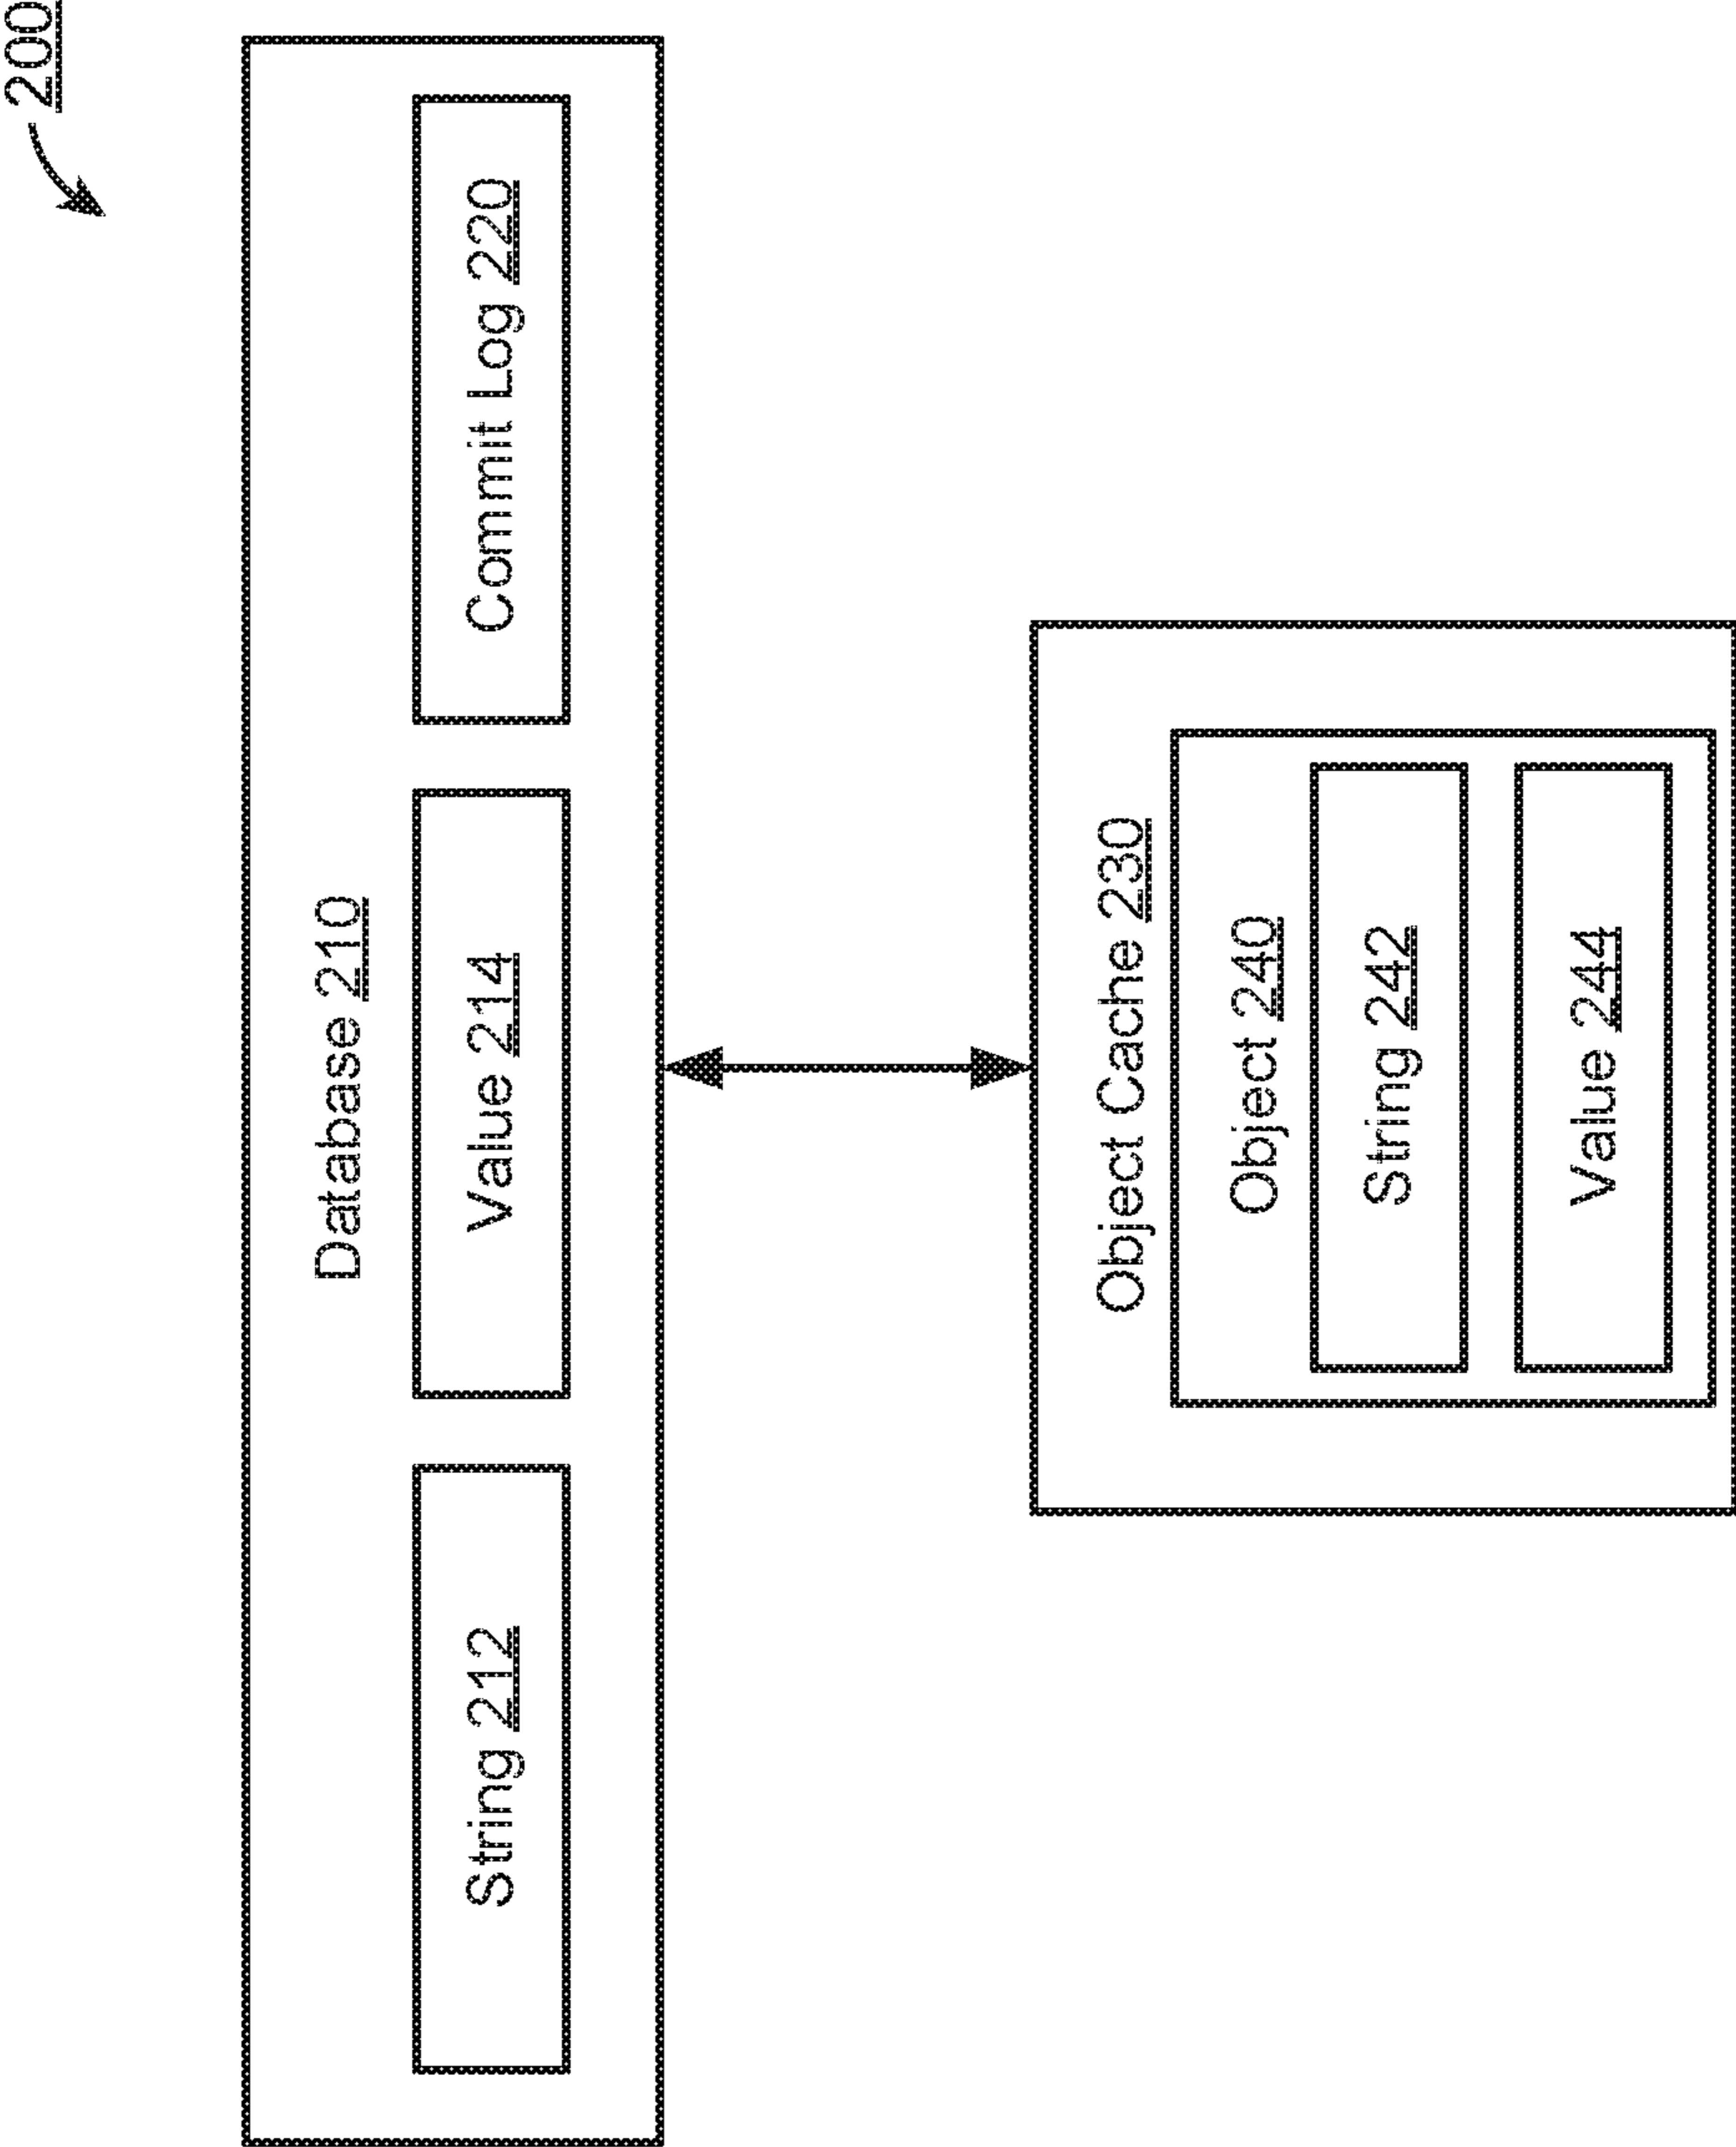 200
Database 210
String 212
Value 214
Commit Log 220
Object Cache 230
Object 240
String 242
Value 244